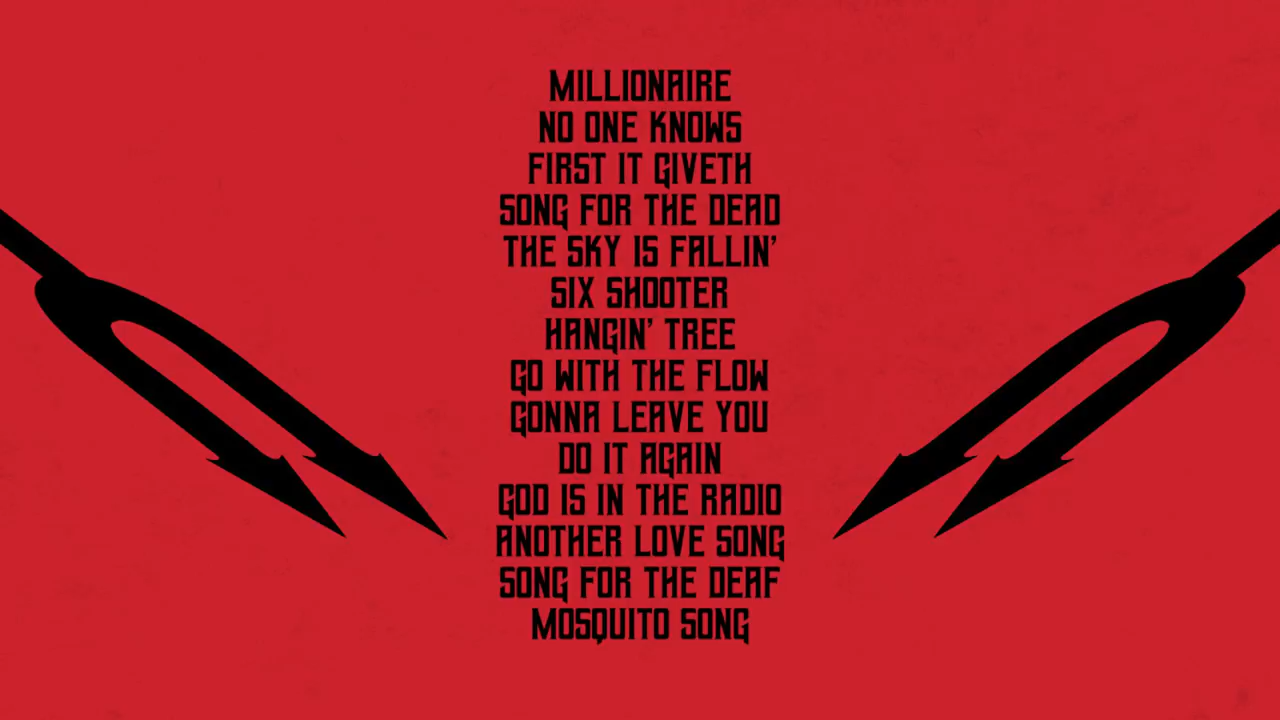 MILLIONAIRE
NO ONE KNOWS
FIRST IT GIVETH
SONG FOR THE DEAD
THE SKY IS FALLIN'
SIX SHOOTER
HANGIN' TREE
GO WITH THE FLOW
GONNA LEAVE YOU
DO IT AGAIN
GOD IS IN THE RADIO
ANOTHER LOVE SONG
SONG FOR THE DEAF
MOSQUITO SONG